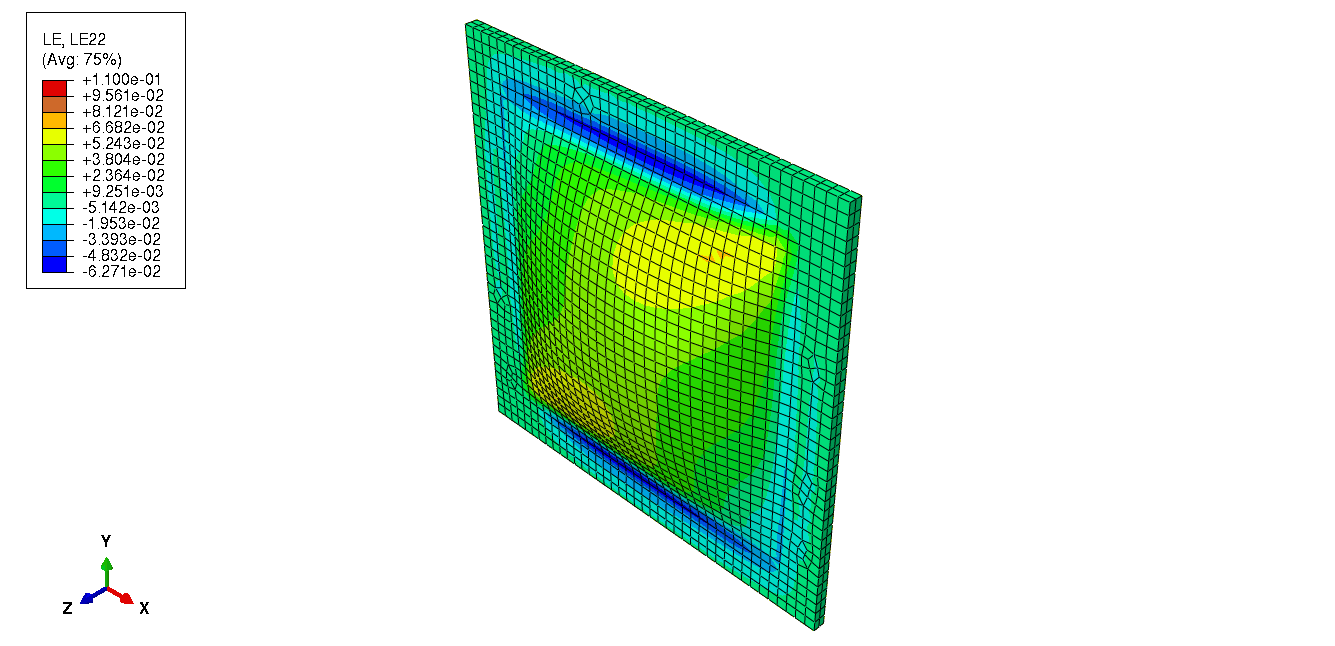 LE, LE22
(Avg: 75%)
+1.100e-01
+9.561e-02
+8.121e-02
+6.682e-02
+5.243e-02
+3.804e-02
+2.364e-02
+9.251e-03
-5.142e-03
-1.953e-02
-3.393e-02
-4.832e-02
-6.271e-02
Y
Z X